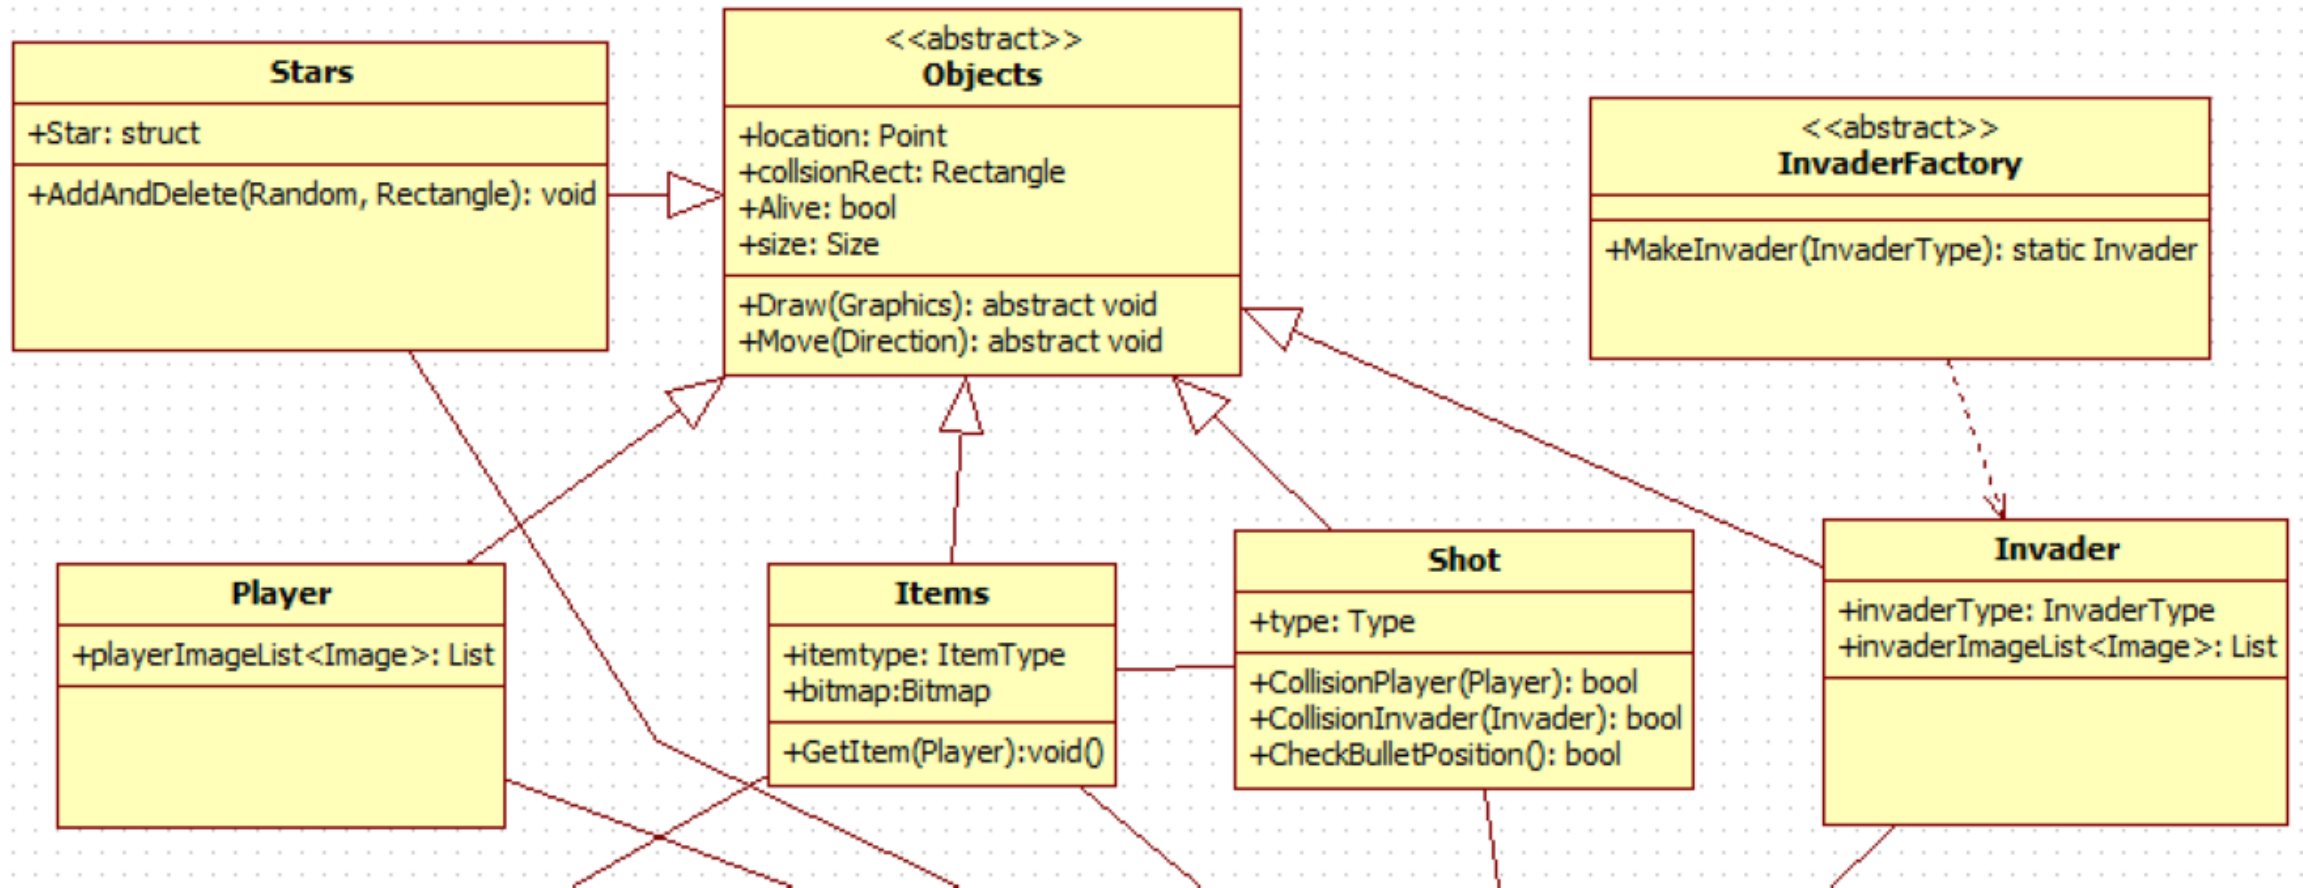 Stars
+Star: struct
+AddAndDelete(Random, Rectangle): void
<<abstract>>
Objects
+location: Point
+collsionRect: Rectangle
+Alive: bool
+size: Size
+Draw(Graphics): abstract void
+Move(Direction): abstract void
<<abstract>>
InvaderFactory
+MakeInvader(InvaderType): static Invader
Player
+playerImageList<Image>: List
Items
+itemtype: ItemType
+bitmap:Bitmap
+GetItem(Player):void()
Shot
+type: Type
+CollisionPlayer(Player): bool
+CollisionInvader(Invader): bool
+CheckBulletPosition(): bool
Invader
+invaderType: InvaderType
+invaderImageList<Image>: List